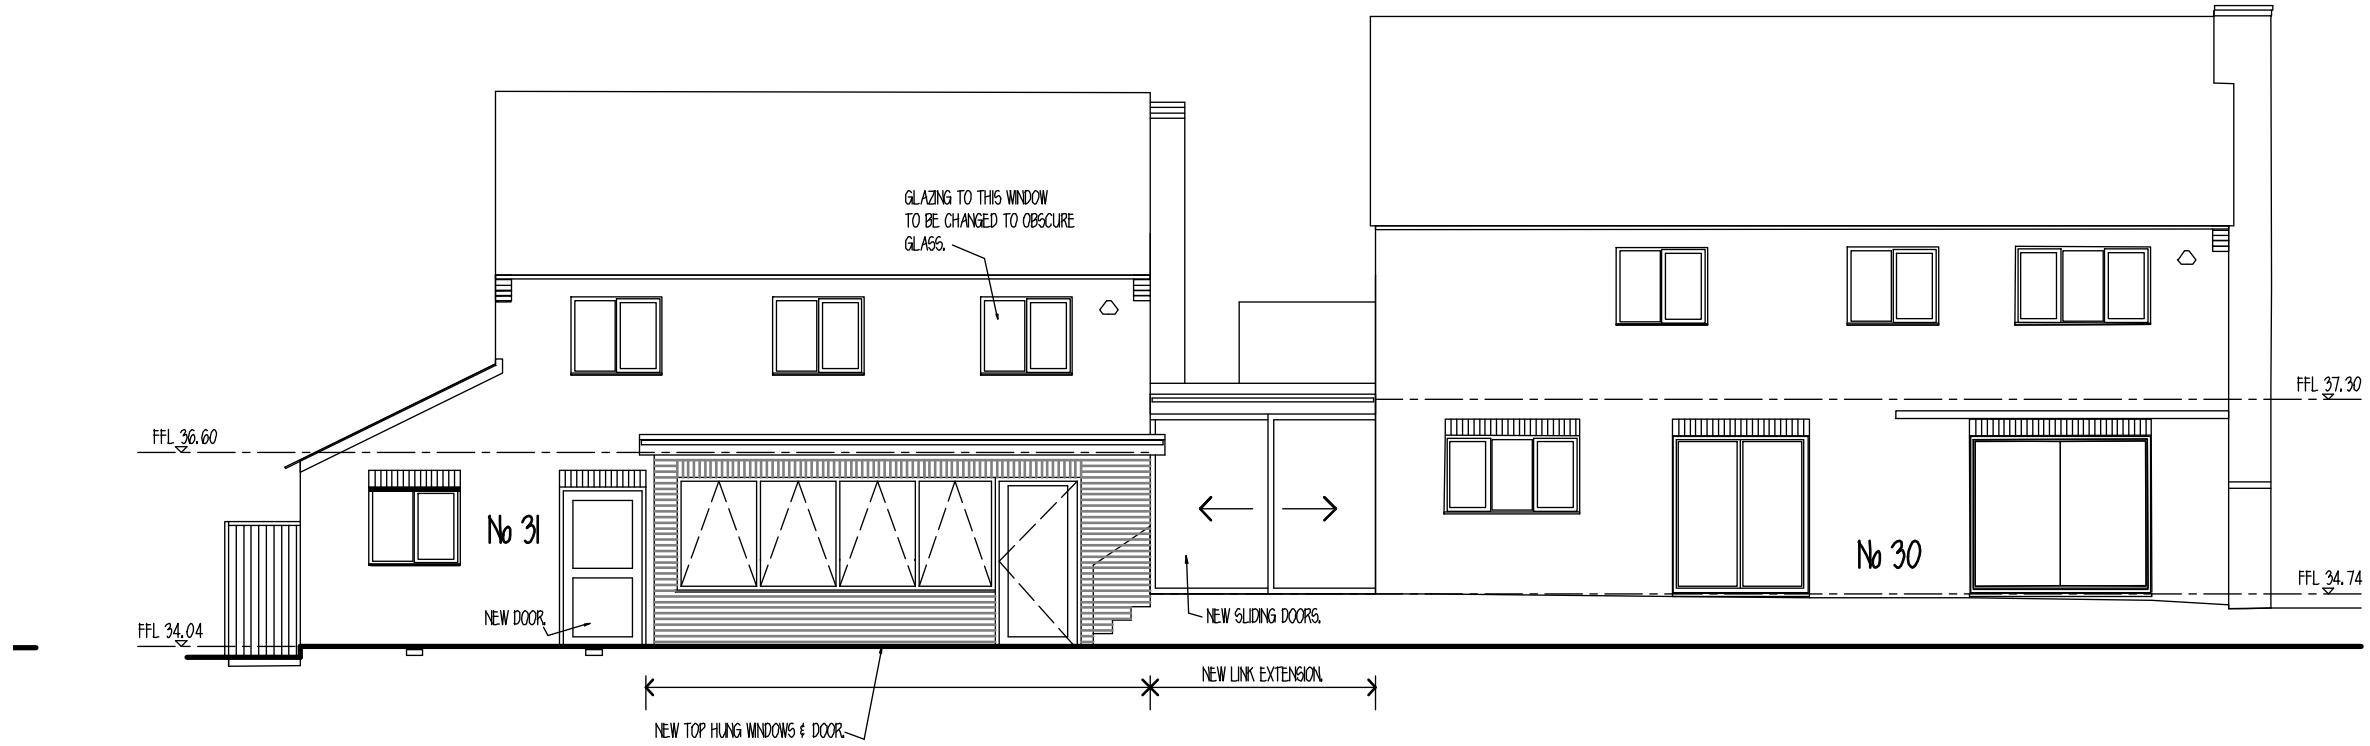 GLAZING TO THIS WINDOW
TO BE CHANGED TO OBSCURE
GLASS.
FFL 37.30
FFL 36.60
No 31
No 30
FFL 34.74
NEW DOOR.
NEW SLIDING DOORS.
FFL 34.04
NEW LINK EXTENSION.
NEW TOP HUNG WINDOWS & DOOR.